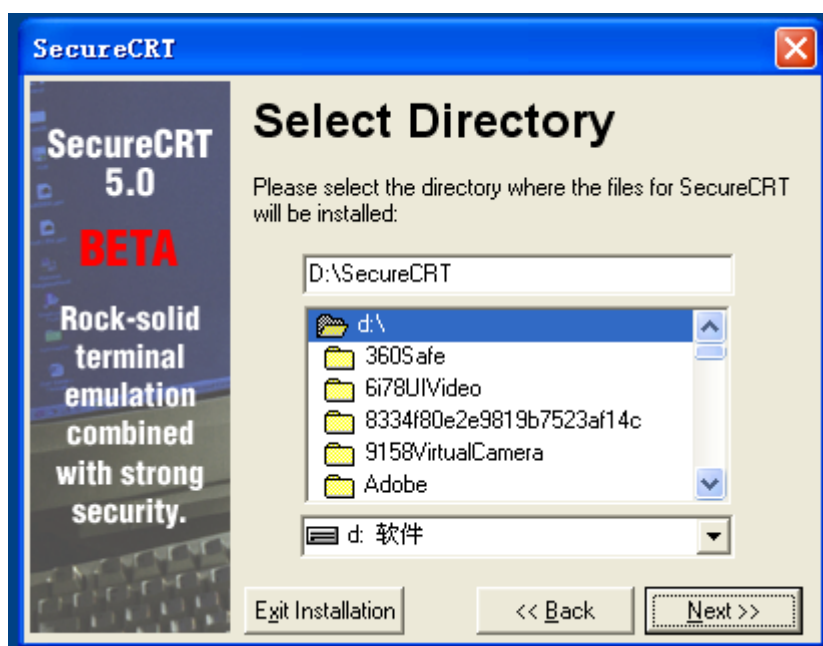 SecureCRT
SecureCRT
5.0
BETA
Rock-solid
terminal
emulation
combined
with strong
security.
Select Directory
Please select the directory where the files for SecureCRT
will be installed:
D:\SecureCRT
d:\
360Safe
6i78UIVideo
8334f80e2e9819b7523af14c
9158VirtualCamera
Adobe
d: 软件
Exit Installation
<< Back
Next >>